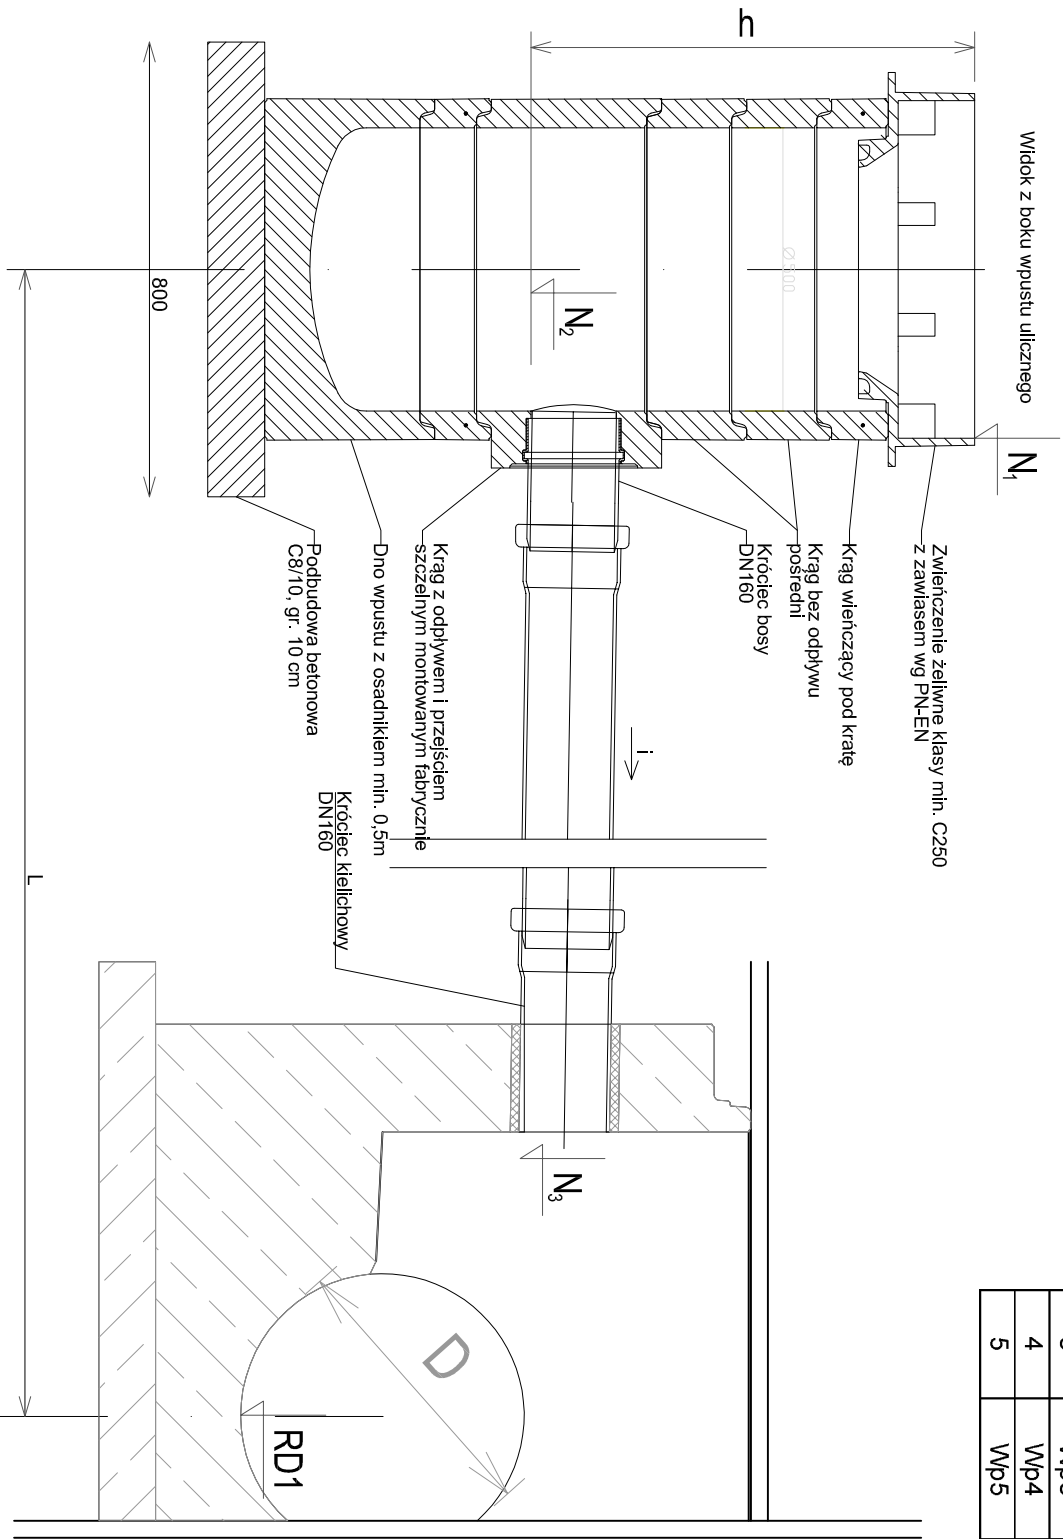 Widok z boku wpustu ulicznego
h
N₁
Zwieńczenie żeliwne klasy min. C250
z zawiasem wg PN-EN
Krąg wieńczący pod kratę
Krąg bez odpływu
pośredni
Króciec bosy
DN160
Ø 500
N₂
Krąg z odpływem i przejściem
szczelnym montowanym fabrycznie
Dno wpustu z osadnikiem min. 0,5m
Podbudowa betonowa
C8/10, gr. 10 cm
800
i
Króciec kielichowy
DN160
L
N₃
D
RD1
4 Wp4
5 Wp5